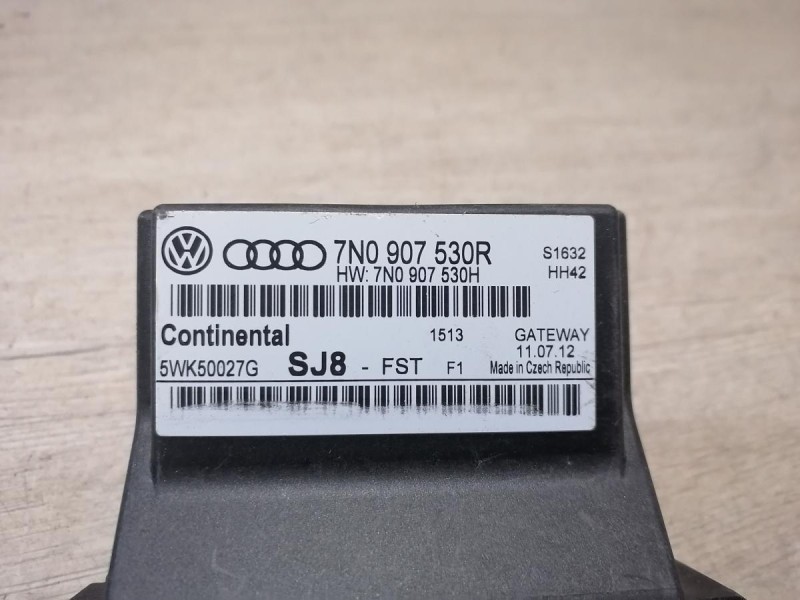 7N0 907 530R
HW: 7N0 907 530H
S1632
HH42
Continental 1513 GATEWAY
11.07.12
5WK50027G SJ8 - FST F1 Made in Czech Republic